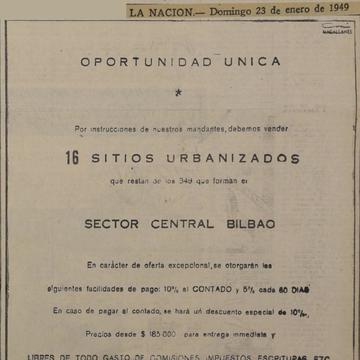 LA NACION.— Domingo 23 de enero de 1949
MAGALLANES
OPORTUNIDAD UNICA
*
Por instrucciones de nuestros mandantes, debemos vender
16 SITIOS URBANIZADOS
que restan de los 349 que forman el
SECTOR CENTRAL BILBAO
En carácter de oferta excepcional, se otorgarán las
siguientes facilidades de pago: 10% al CONTADO y 5% cada 60 DIAS
En caso de pagar al contado, se hará un descuento especial de 10%,
Precios desde $ 185.000 para entrega inmediata y
LIBRES DE TODO GASTO DE COMISIONES IMPUESTOS ESCRITURAS ETC